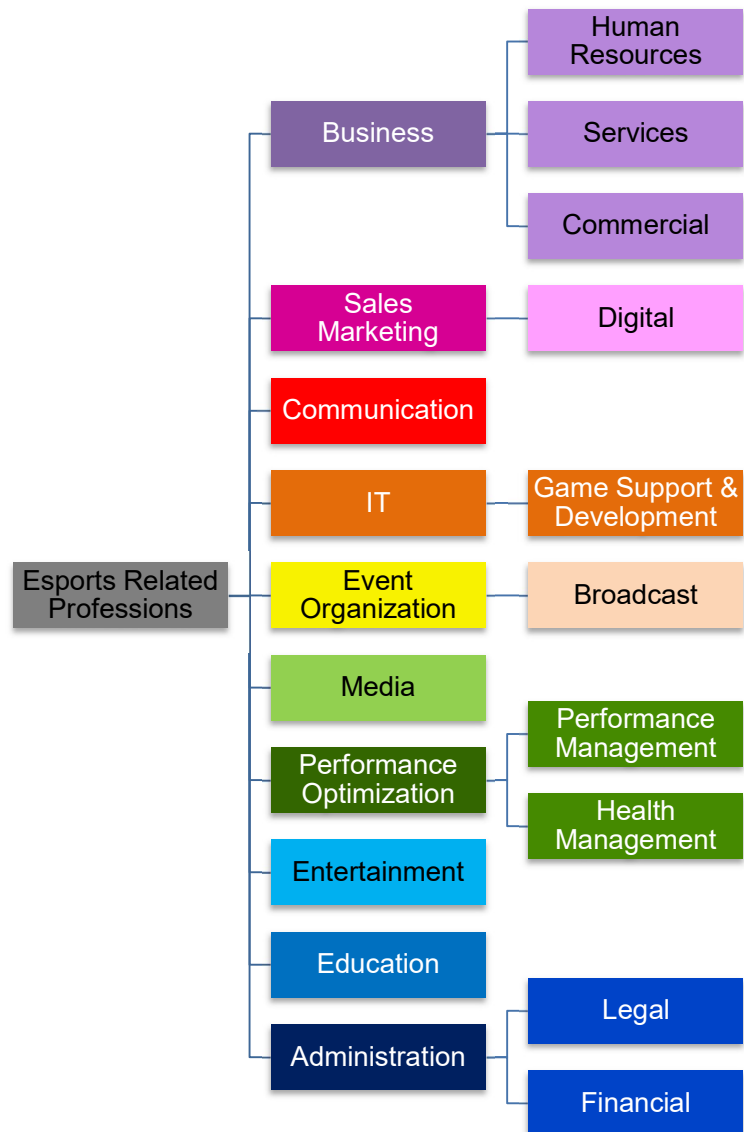 Human
Resources
Business
Services
Commercial
Sales
Marketing
Digital
Communication
IT
Game Support &
Development
Esports Related
Professions
Event
Organization
Broadcast
Media
Performance
Management
Performance
Optimization
Health
Management
Entertainment
Education
Legal
Administration
Financial